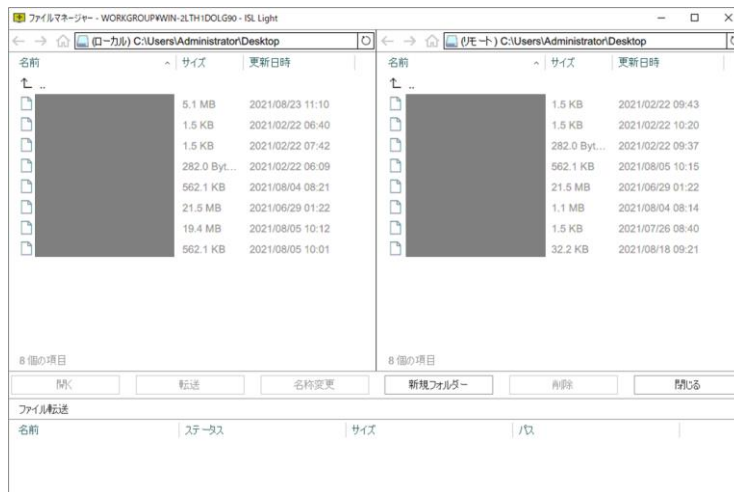 ファイルマネージャー - WORKGROUP¥WIN-2LTH1DOLG90 - ISL Light
(ローカル) C:\Users\Administrator\Desktop
(リモート) C:\Users\Administrator\Desktop
名前 サイズ 更新日時
名前 サイズ 更新日時
..
5.1 MB 2021/08/23 11:10
1.5 KB 2021/02/22 06:40
1.5 KB 2021/02/22 07:42
282.0 Byt... 2021/02/22 06:09
562.1 KB 2021/08/04 08:21
21.5 MB 2021/06/29 01:22
19.4 MB 2021/08/05 10:12
562.1 KB 2021/08/05 10:01
8 個の項目
..
1.5 KB 2021/02/22 09:43
1.5 KB 2021/02/22 10:20
282.0 Byt... 2021/02/22 09:37
562.1 KB 2021/08/05 10:15
21.5 MB 2021/06/29 01:22
1.1 MB 2021/08/04 08:14
1.5 KB 2021/07/26 08:40
32.2 KB 2021/08/18 09:21
8 個の項目
開く 転送 名称変更 新規フォルダー 削除 閉じる
ファイル転送
名前 ステータス サイズ パス